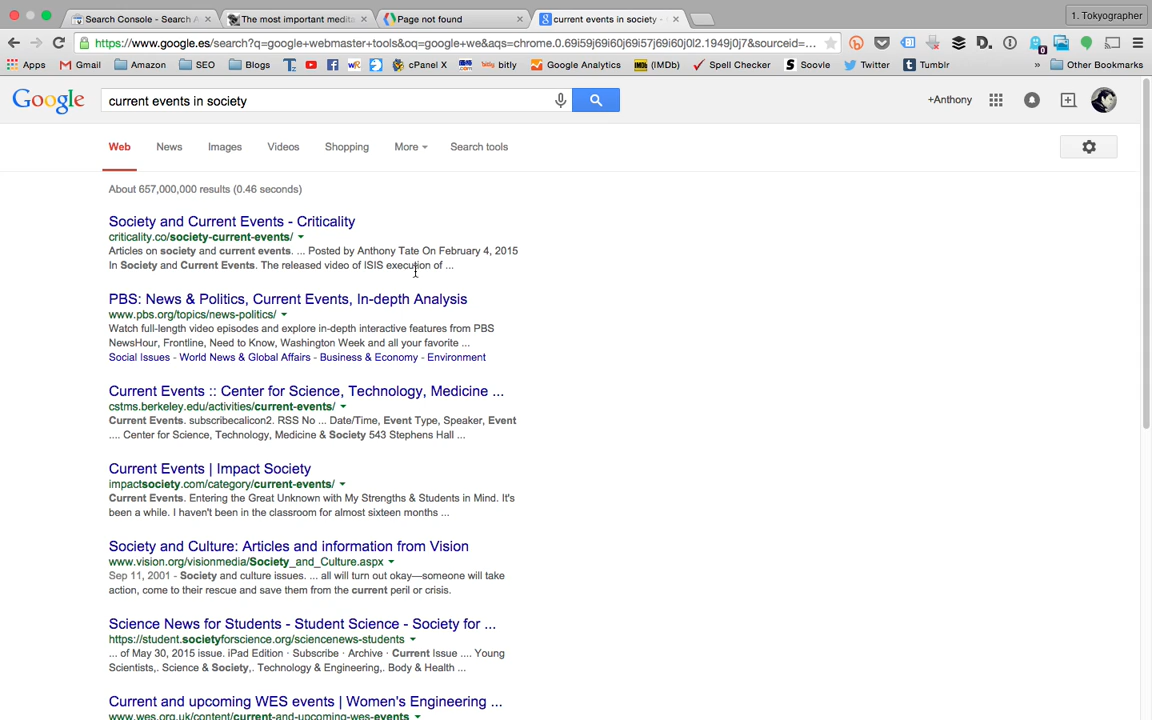 Search Console - Search A
The most important medita
Page not found
current events in society -
1. Tokyographer
https://www.google.es/search?q=google+webmaster+tools&oq=google+we&aqs=chrome.0.69i59j69i60j69i57j69i60j0l2.1949j0j7&sourceid=...
Apps
Gmail
Amazon
SEO
Blogs
cPanel X
bitly
Google Analytics
(IMDb)
Spell Checker
Soovle
Twitter
Tumblr
»
Other Bookmarks
Google
current events in society
+Anthony
Web
News
Images
Videos
Shopping
More
Search tools
About 657,000,000 results (0.46 seconds)
Society and Current Events - Criticality
criticality.co/society-current-events/
Articles on society and current events. ... Posted by Anthony Tate On February 4, 2015
In Society and Current Events. The released video of ISIS execution of ...
PBS: News & Politics, Current Events, In-depth Analysis
www.pbs.org/topics/news-politics/
Watch full-length video episodes and explore in-depth interactive features from PBS
NewsHour, Frontline, Need to Know, Washington Week and all your favorite ...
Social Issues - World News & Global Affairs - Business & Economy - Environment
Current Events :: Center for Science, Technology, Medicine ...
cstms.berkeley.edu/activities/current-events/
Current Events. subscribecalicon2. RSS No ... Date/Time, Event Type, Speaker, Event
.... Center for Science, Technology, Medicine & Society 543 Stephens Hall ...
Current Events | Impact Society
impactsociety.com/category/current-events/
Current Events. Entering the Great Unknown with My Strengths & Students in Mind. It's
been a while. I haven't been in the classroom for almost sixteen months ...
Society and Culture: Articles and information from Vision
www.vision.org/visionmedia/Society_and_Culture.aspx
Sep 11, 2001 - Society and culture issues. ... all will turn out okay—someone will take
action, come to their rescue and save them from the current peril or crisis.
Science News for Students - Student Science - Society for ...
https://student.societyforscience.org/sciencenews-students
... of May 30, 2015 issue. iPad Edition · Subscribe · Archive · Current Issue .... Young
Scientists,. Science & Society,. Technology & Engineering,. Body & Health ...
Current and upcoming WES events | Women's Engineering ...
www.wes.org.uk/content/current-and-upcoming-wes-events